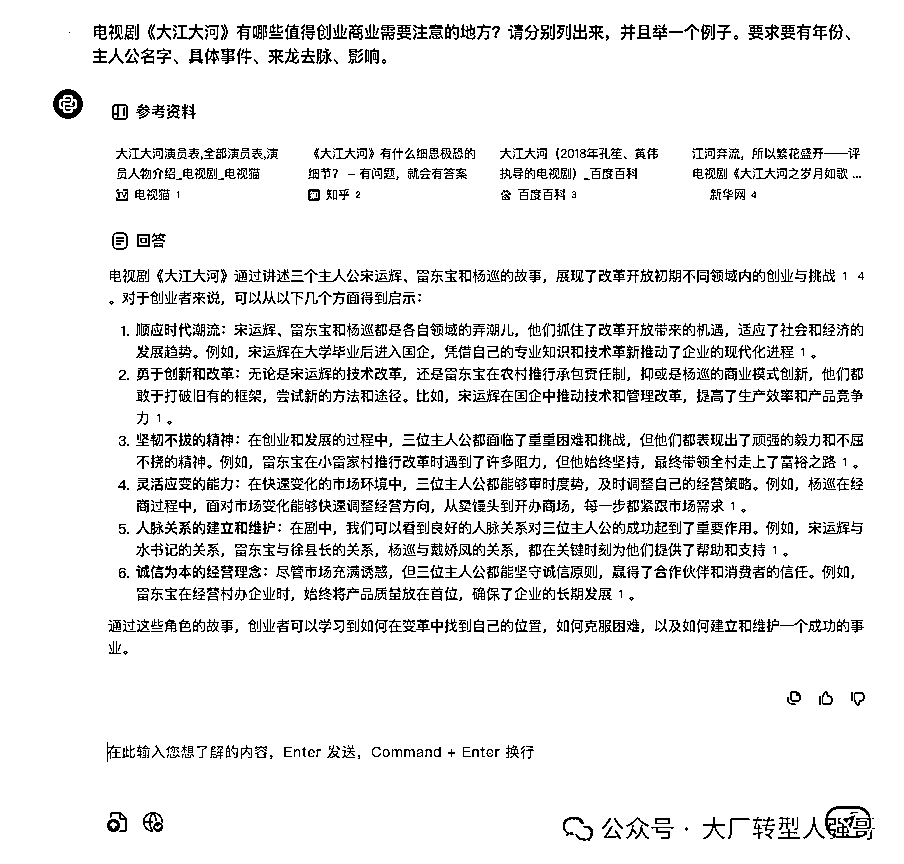 电视剧《大江大河》有哪些值得创业商业需要注意的地方？请分别列出来，并且举一个例子。要求要有年份、
主人公名字、具体事件、来龙去脉、影响。
参考资料
大江大河演员表,全部演员表,演
员人物介绍_电视剧_电视猫
电视猫 1
《大江大河》有什么细思极恐的
细节？ - 有问题，就会有答案
知乎 2
大江大河（2018年孔笙、黄伟
执导的电视剧）_百度百科
百度百科 3
江河奔流，所以繁花盛开——评
电视剧《大江大河之岁月如歌 ...
新华网 4
回答
电视剧《大江大河》通过讲述三个主人公宋运辉、雷东宝和杨巡的故事，展现了改革开放初期不同领域内的创业与挑战 1 4
。对于创业者来说，可以从以下几个方面得到启示：
1. 顺应时代潮流：宋运辉、雷东宝和杨巡都是各自领域的弄潮儿，他们抓住了改革开放带来的机遇，适应了社会和经济的
发展趋势。例如，宋运辉在大学毕业后进入国企，凭借自己的专业知识和技术革新推动了企业的现代化进程 1 。
2. 勇于创新和改革：无论是宋运辉的技术改革，还是雷东宝在农村推行承包责任制，抑或是杨巡的商业模式创新，他们都
敢于打破旧有的框架，尝试新的方法和途径。比如，宋运辉在国企中推动技术和管理改革，提高了生产效率和产品竞争
力 1 。
3. 坚韧不拔的精神：在创业和发展的过程中，三位主人公都面临了重重困难和挑战，但他们都表现出了顽强的毅力和不屈
不挠的精神。例如，雷东宝在小雷家村推行改革时遇到了许多阻力，但他始终坚持，最终带领全村走上了富裕之路 1 。
4. 灵活应变的能力：在快速变化的市场环境中，三位主人公都能够审时度势，及时调整自己的经营策略。例如，杨巡在经
商过程中，面对市场变化能够快速调整经营方向，从卖馒头到开办商场，每一步都紧跟市场需求 1 。
5. 人脉关系的建立和维护：在剧中，我们可以看到良好的人脉关系对三位主人公的成功起到了重要作用。例如，宋运辉与
水书记的关系，雷东宝与徐县长的关系，杨巡与戴娇凤的关系，都在关键时刻为他们提供了帮助和支持 1 。
6. 诚信为本的经营理念：尽管市场充满诱惑，但三位主人公都能坚守诚信原则，赢得了合作伙伴和消费者的信任。例如，
雷东宝在经营村办企业时，始终将产品质量放在首位，确保了企业的长期发展 1 。
通过这些角色的故事，创业者可以学习到如何在变革中找到自己的位置，如何克服困难，以及如何建立和维护一个成功的事
业。
在此输入您想了解的内容，Enter 发送，Command + Enter 换行
公众号 · 大厂转型人强哥